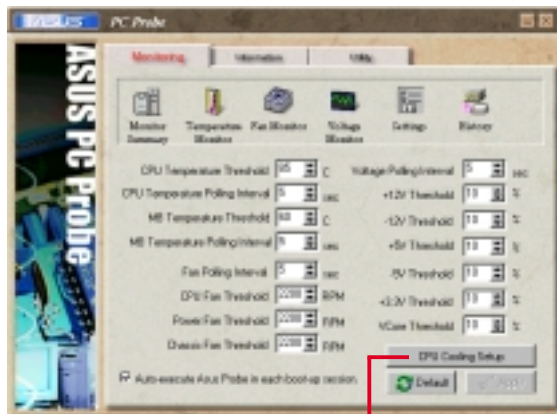 ASUS PC Probe
ASUS PC Probe
Monitoring Information Utility
Monitor Summary
Temperature Monitor
Fan Monitor
Voltage Monitor
Settings
History
CPU Temperature Threshold C
CPU Temperature Polling Interval 5 sec
MB Temperature Threshold 60 C
MB Temperature Polling Interval 5 sec
Fan Polling Interval 5 sec
CPU Fan Threshold 2200 RPM
Power Fan Threshold 2200 RPM
Chassis Fan Threshold 2200 RPM
Voltage Polling Interval 5 sec
+12V Threshold 10 %
-12V Threshold 10 %
+5V Threshold 10 %
-5V Threshold 10 %
+3.3V Threshold 10 %
VCore Threshold 10 %
CPU Cooling Setup
Auto-execute Asus Probe in each boot-up session
Default Apply